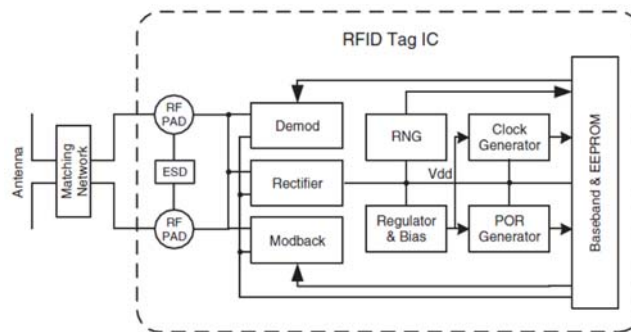 RFID Tag IC
RF
PAD
Demod
RNG
Clock
Generator
Antenna
Matching
Network
ESD
Rectifier
Vdd
Baseband & EEPROM
RF
PAD
Modback
Regulator
& Bias
POR
Generator